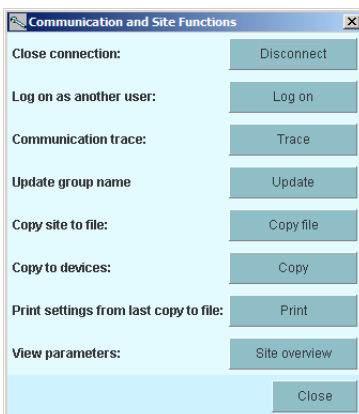 Communication and Site Functions
Close connection: Disconnect
Log on as another user: Log on
Communication trace: Trace
Update group name Update
Copy site to file: Copy file
Copy to devices: Copy
Print settings from last copy to file: Print
View parameters: Site overview
Close